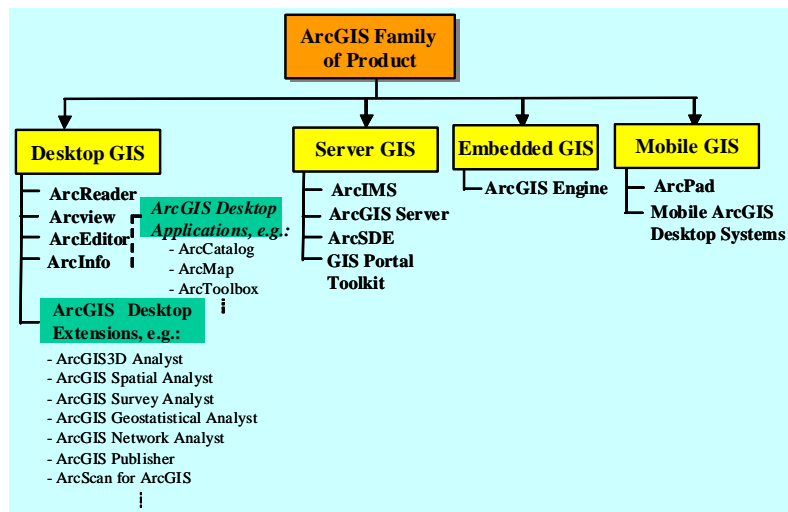 ArcGIS Family
of Product
Desktop GIS
ArcReader
Arcview
ArcEditor
ArcInfo
ArcGIS Desktop
Applications, e.g.:
- ArcCatalog
- ArcMap
- ArcToolbox
ArcGIS Desktop
Extensions, e.g.:
- ArcGIS3D Analyst
- ArcGIS Spatial Analyst
- ArcGIS Survey Analyst
- ArcGIS Geostatistical Analyst
- ArcGIS Network Analyst
- ArcGIS Publisher
- ArcScan for ArcGIS
Server GIS
ArcIMS
ArcGIS Server
ArcSDE
GIS Portal
Toolkit
Embedded GIS
ArcGIS Engine
Mobile GIS
ArcPad
Mobile ArcGIS
Desktop Systems